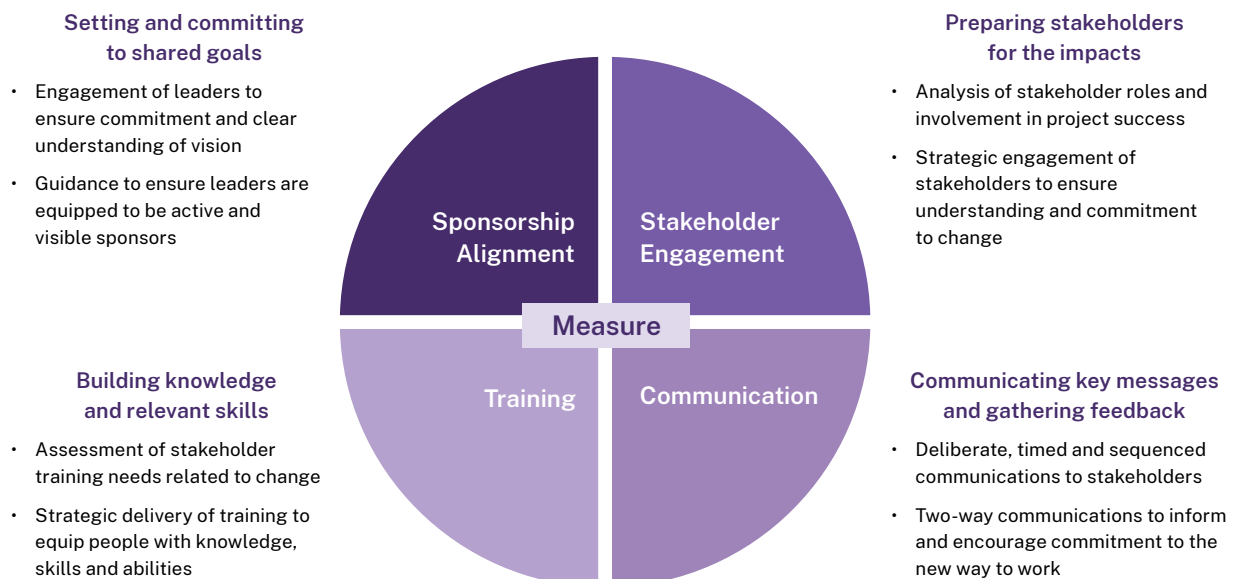 Setting and committing
to shared goals
• Engagement of leaders to
ensure commitment and clear
understanding of vision
• Guidance to ensure leaders are
equipped to be active and
visible sponsors
Preparing stakeholders
for the impacts
• Analysis of stakeholder roles and
involvement in project success
• Strategic engagement of
stakeholders to ensure
understanding and commitment
to change
Sponsorship
Alignment
Stakeholder
Engagement
Measure
Training
Communication
Building knowledge
and relevant skills
• Assessment of stakeholder
training needs related to change
• Strategic delivery of training to
equip people with knowledge,
skills and abilities
Communicating key messages
and gathering feedback
• Deliberate, timed and sequenced
communications to stakeholders
• Two-way communications to inform
and encourage commitment to the
new way to work